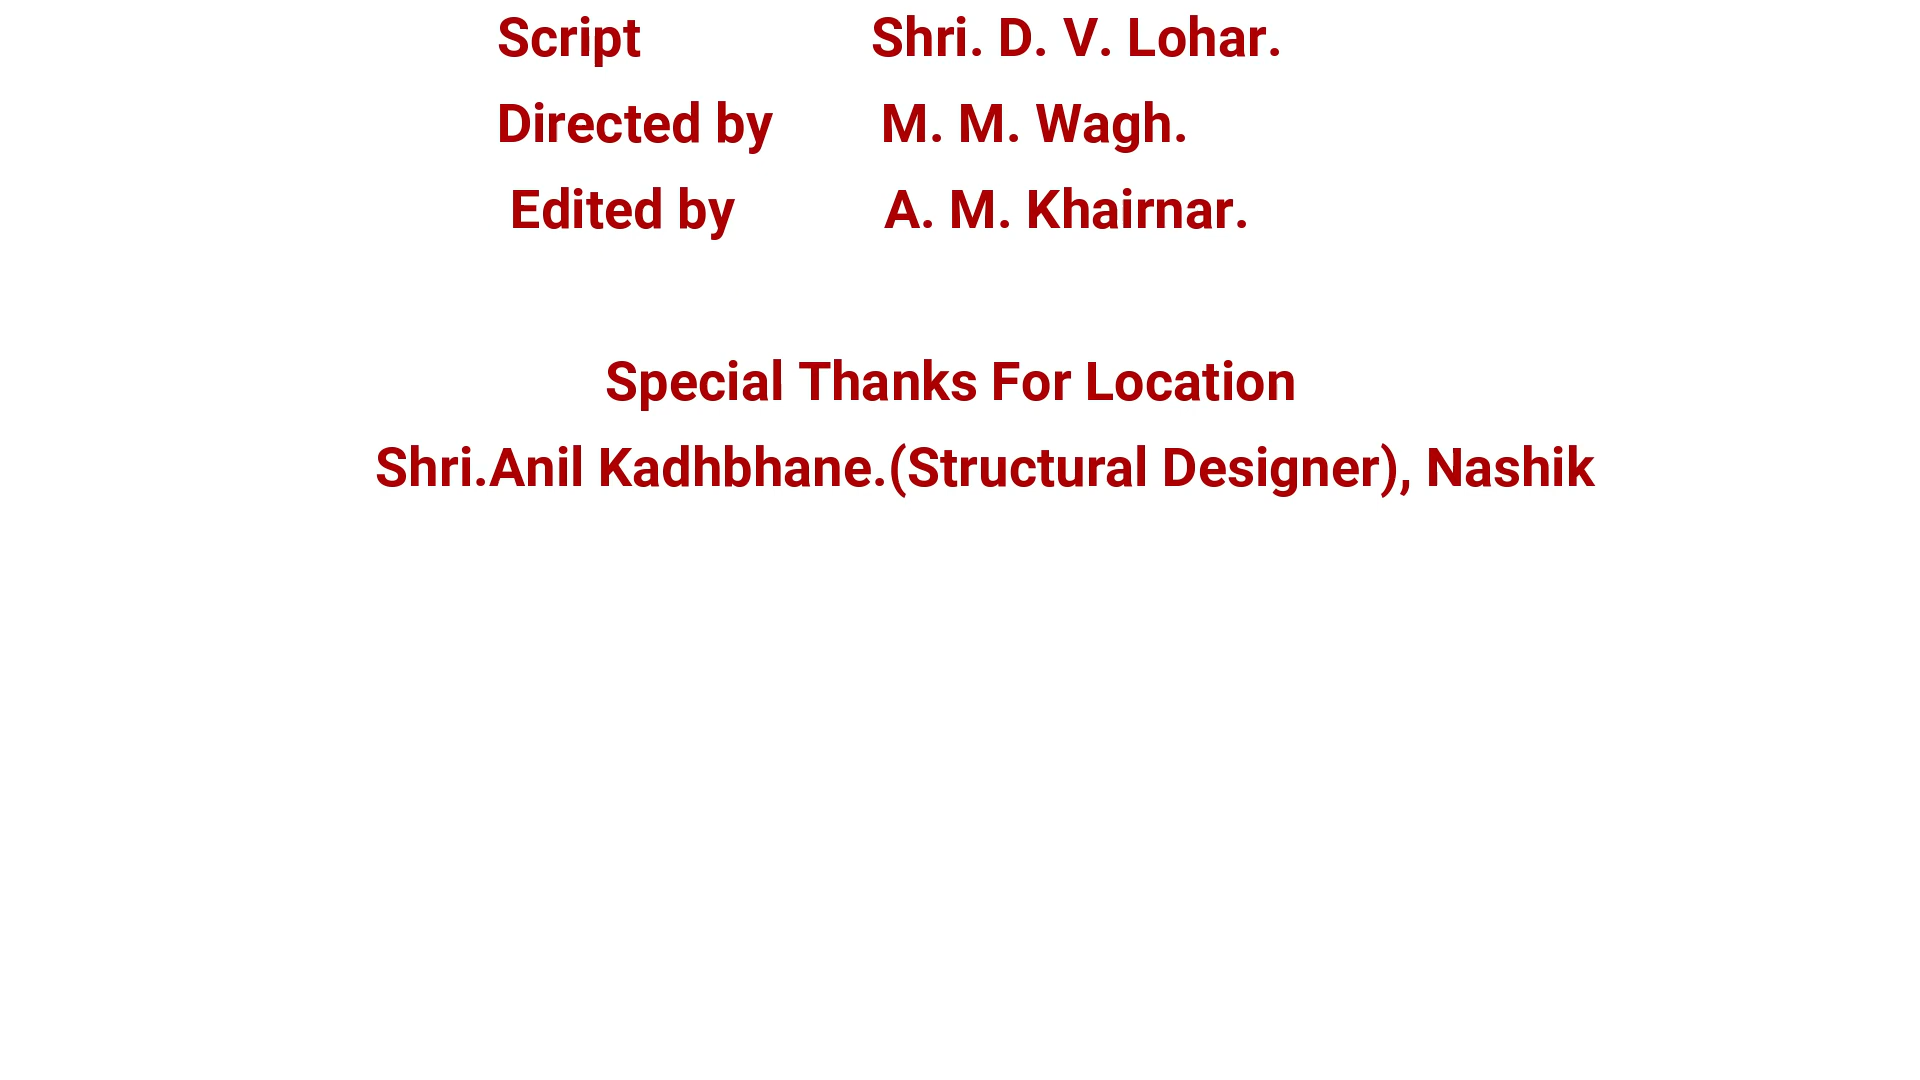 Script Shri. D. V. Lohar.
Directed by M. M. Wagh.
Edited by A. M. Khairnar.
Special Thanks For Location
Shri.Anil Kadhbhane.(Structural Designer), Nashik